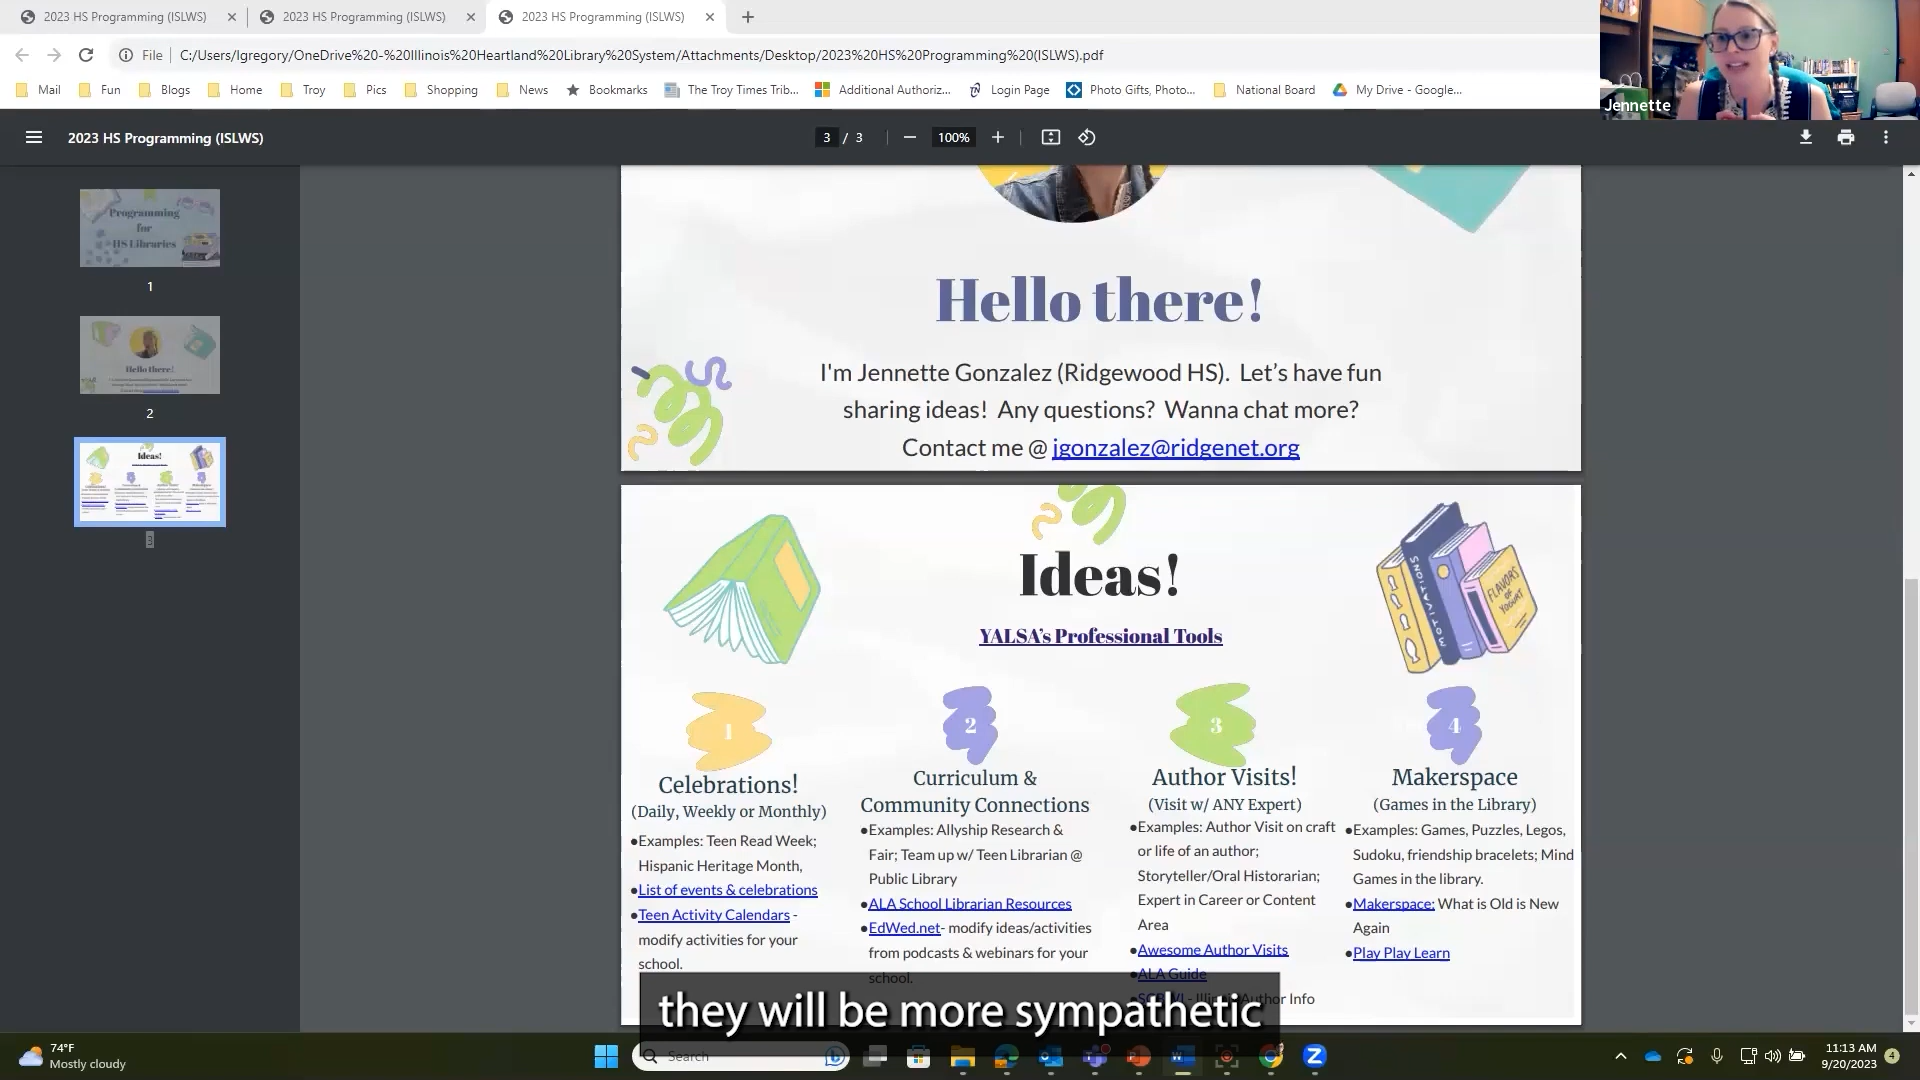 2023 HS Programming (ISLWS)
2023 HS Programming (ISLWS)
2023 HS Programming (ISLWS)
File
C:/Users/lgregory/OneDrive%20-%20Illinois%20Heartland%20Library%20System/Attachments/Desktop/2023%20HS%20Programming%20(ISLWS).pdf
Mail
Fun
Blogs
Home
Troy
Pics
Shopping
News
Bookmarks
The Troy Times Trib...
Additional Authoriz...
Login Page
Photo Gifts, Photo...
National Board
My Drive - Google...
Jennette
2023 HS Programming (ISLWS)
3 / 3
100%
Programming
for
HS Libraries
1
Hello there!
2
Ideas!
3
Hello there!
I'm Jennette Gonzalez (Ridgewood HS). Let's have fun
sharing ideas! Any questions? Wanna chat more?
Contact me @ jgonzalez@ridgenet.org
Ideas!
YALSA's Professional Tools
FLAVORS
OF
YOGURT
1
Celebrations!
(Daily, Weekly or Monthly)
●Examples: Teen Read Week;
Hispanic Heritage Month,
●List of events & celebrations
●Teen Activity Calendars -
modify activities for your
school.
2
Curriculum &
Community Connections
●Examples: Allyship Research &
Fair; Team up w/ Teen Librarian @
Public Library
●ALA School Librarian Resources
●EdWed.net- modify ideas/activities
from podcasts & webinars for your
school.
3
Author Visits!
(Visit w/ ANY Expert)
●Examples: Author Visit on craft
or life of an author;
Storyteller/Oral Historarian;
Expert in Career or Content
Area
●Awesome Author Visits
●ALA Guide
●SCBWI - Illinois Author Info
4
Makerspace
(Games in the Library)
●Examples: Games, Puzzles, Legos,
Sudoku, friendship bracelets; Mind
Games in the library.
●Makerspace: What is Old is New
Again
●Play Play Learn
they will be more sympathetic
74°F
Mostly cloudy
Search
11:13 AM
9/20/2023
4